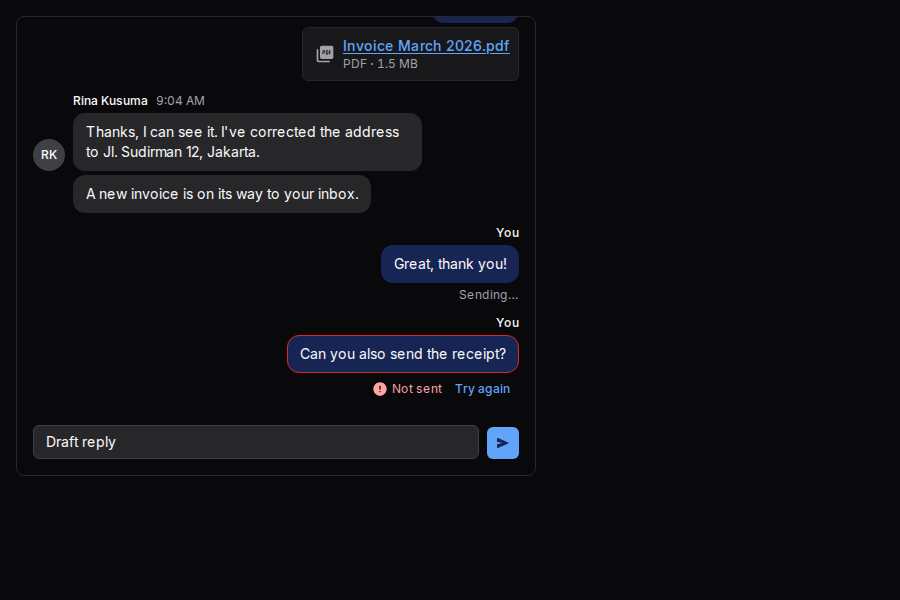 Invoice March 2026.pdf
PDF · 1.5 MB
Rina Kusuma 9:04 AM
Thanks, I can see it. I've corrected the address
to Jl. Sudirman 12, Jakarta.
RK
A new invoice is on its way to your inbox.
You
Great, thank you!
Sending...
You
Can you also send the receipt?
Not sent Try again
Draft reply